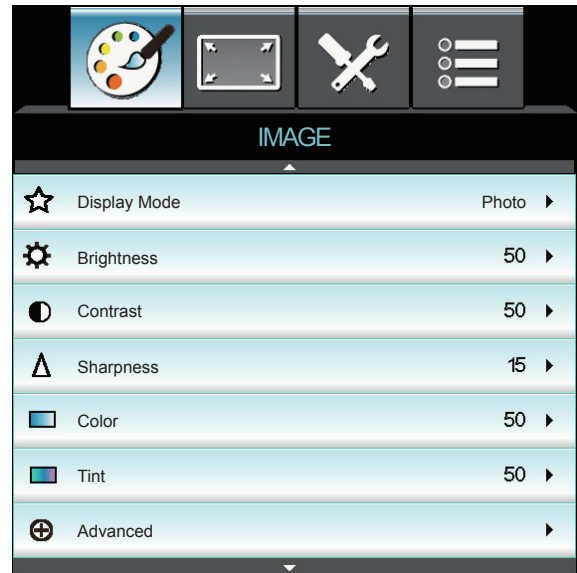 IMAGE
Display Mode Photo
Brightness 50
Contrast 50
Sharpness 15
Color 50
Tint 50
Advanced